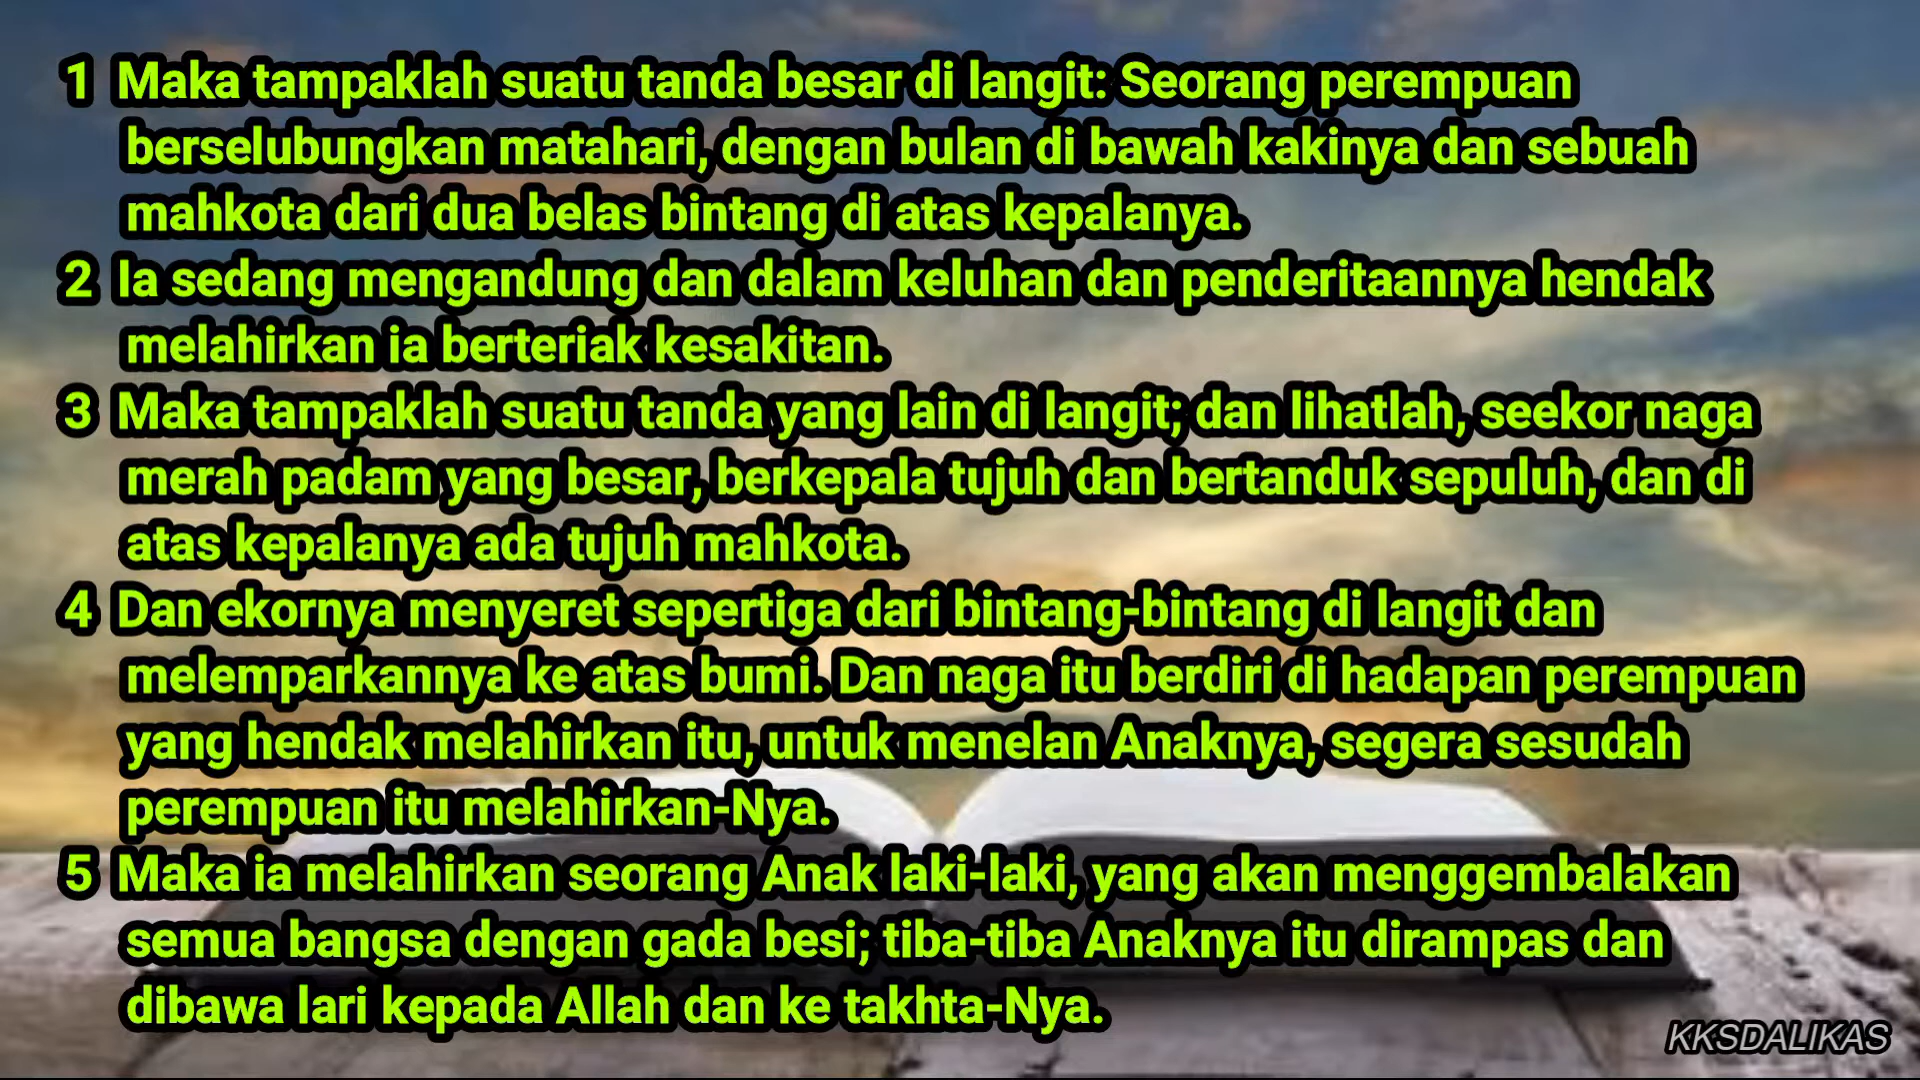 1 Maka tampaklah suatu tanda besar di langit: Seorang perempuan
berselubungkan matahari, dengan bulan di bawah kakinya dan sebuah
mahkota dari dua belas bintang di atas kepalanya.
2 Ia sedang mengandung dan dalam keluhan dan penderitaannya hendak
melahirkan ia berteriak kesakitan.
3 Maka tampaklah suatu tanda yang lain di langit; dan lihatlah, seekor naga
merah padam yang besar, berkepala tujuh dan bertanduk sepuluh, dan di
atas kepalanya ada tujuh mahkota.
4 Dan ekornya menyeret sepertiga dari bintang-bintang di langit dan
melemparkannya ke atas bumi. Dan naga itu berdiri di hadapan perempuan
yang hendak melahirkan itu, untuk menelan Anaknya, segera sesudah
perempuan itu melahirkan-Nya.
5 Maka ia melahirkan seorang Anak laki-laki, yang akan menggembalakan
semua bangsa dengan gada besi; tiba-tiba Anaknya itu dirampas dan
dibawa lari kepada Allah dan ke takhta-Nya.
KKSDALIKAS